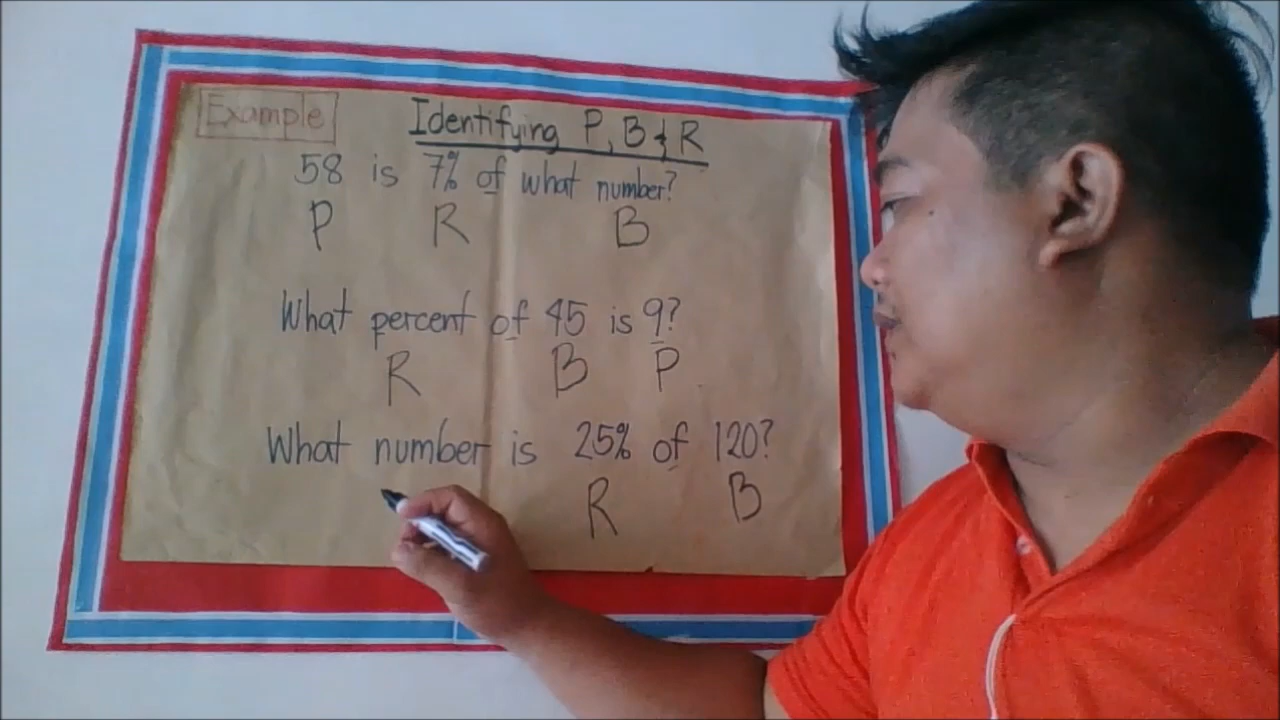 Example
Identifying P, B & R
58 is 7% of what number?
P R B
What percent of 45 is 9?
R B P
What number is 25% of 120?
R B